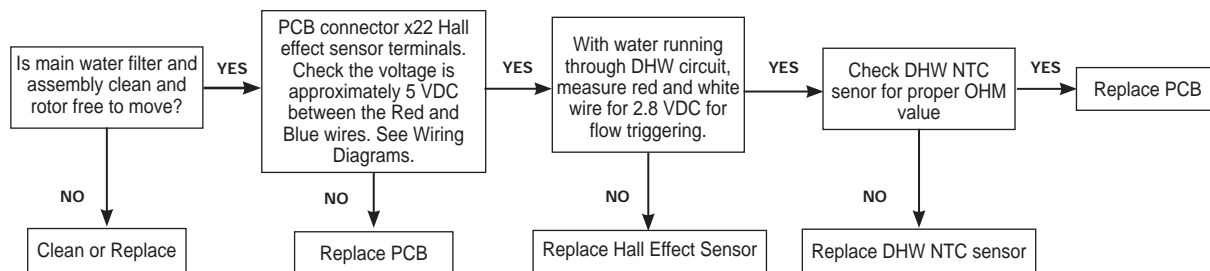 Is main water filter and
assembly clean and
rotor free to move?
YES
PCB connector x22 Hall
effect sensor terminals.
Check the voltage is
approximately 5 VDC
between the Red and
Blue wires. See Wiring
Diagrams.
YES
With water running
through DHW circuit,
measure red and white
wire for 2.8 VDC for
flow triggering.
YES
Check DHW NTC
senor for proper OHM
value
YES
Replace PCB
NO
Clean or Replace
NO
Replace PCB
NO
Replace Hall Effect Sensor
NO
Replace DHW NTC sensor